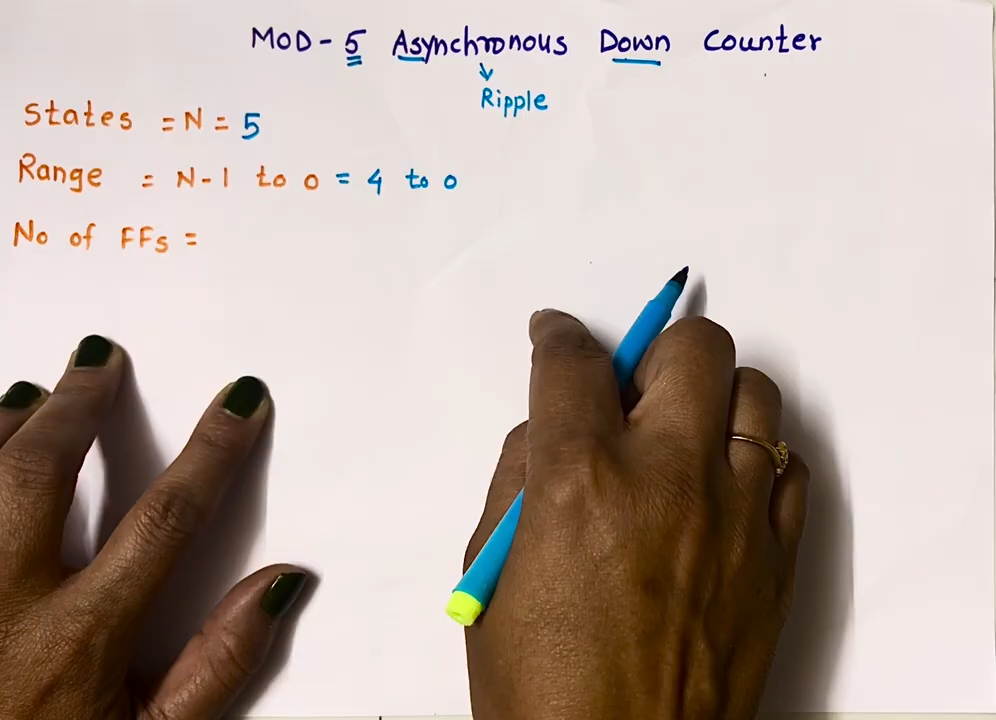 MOD - 5 Asynchronous Down Counter
Ripple
States = N = 5
Range = N-1 to 0 = 4 to 0
No of FFs =